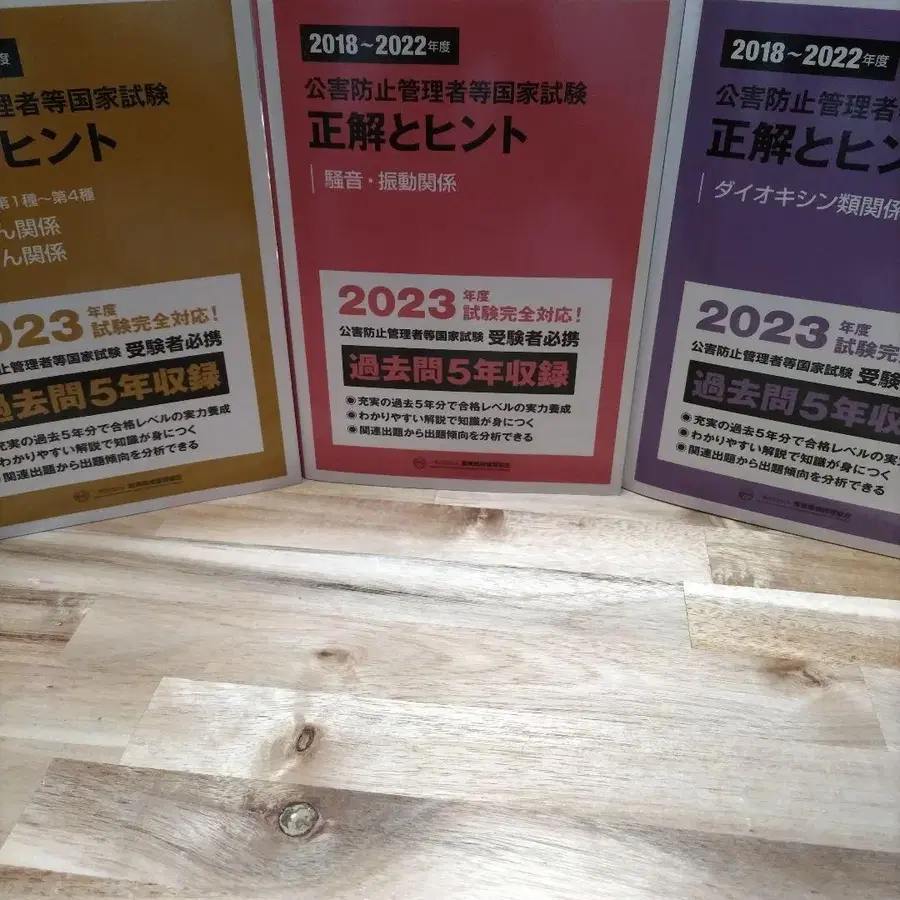 度
理者等国家試験
ヒント
第1種～第4種
ん関係
ん関係
023 年度
試験完全対応!
止管理者等国家試験 受験者必携
過去問5年収録
充実の過去5年分で合格レベルの実力養成
わかりやすい解説で知識が身につく
関連出題から出題傾向を分析できる
2018~2022年度
公害防止管理者等国家試験
正解とヒント
騒音・振動関係
2023 年度
試験完全対応!
公害防止管理者等国家試験 受験者必携
過去問5年収録
●充実の過去5年分で合格レベルの実力養成
●わかりやすい解説で知識が身につく
●関連出題から出題傾向を分析できる
2018~2022年度
公害防止管理者
正解とヒン
ダイオキシン類関係
2023 年度
試験完
公害防止管理者等国家試験 受験
過去問5年収
●充実の過去5年分で合格レベルの実
●わかりやすい解説で知識が身につく
●関連出題から出題傾向を分析できる